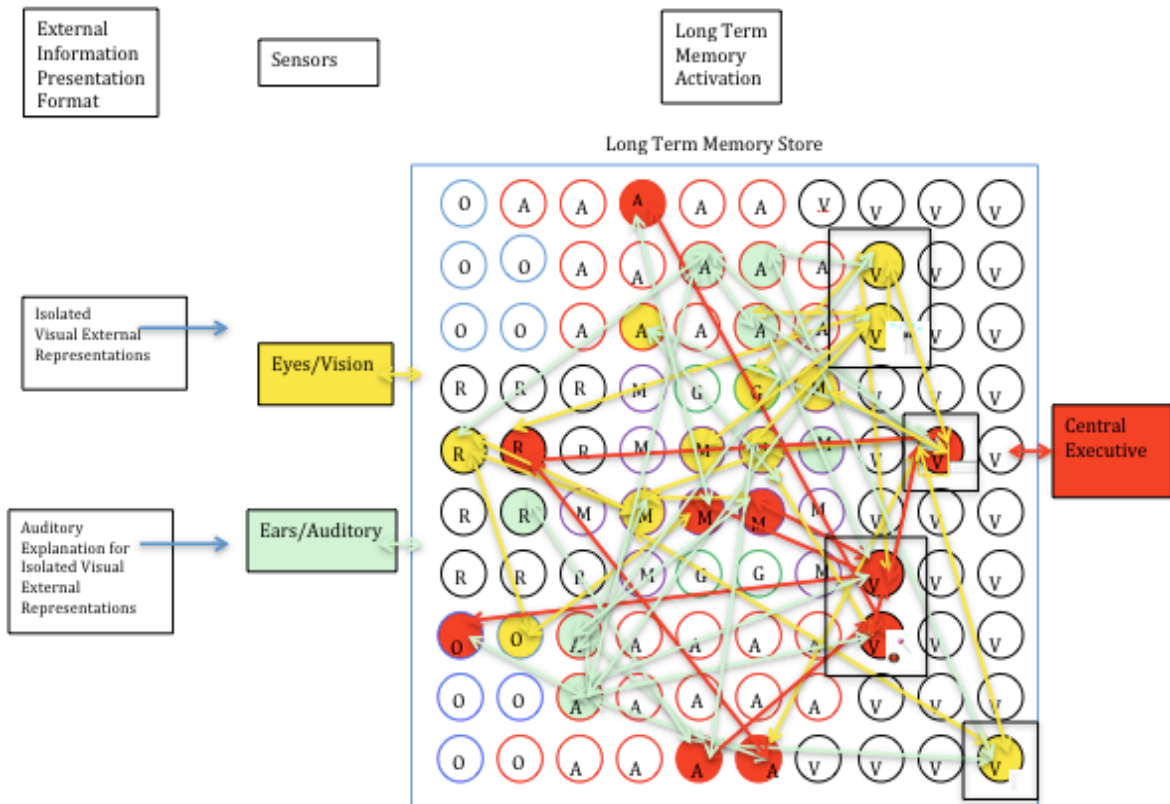 External
Information
Presentation
Format
Sensors
Long Term
Memory
Activation
Long Term Memory Store
O A A A A A V V V V
O O A A A A A V V V
O O A A A A A V V V
Isolated
Visual External
Representations
Eyes/Vision
R R R M G G M V V V
R R R M M M M V V V
Central
Executive
R R M M M M M V V V
Auditory
Explanation for
Isolated Visual
External
Representations
Ears/Auditory
R R R M G G M V V V
O O A A A A A V V V
O O A A A A A V V V
O O A A A A V V V V